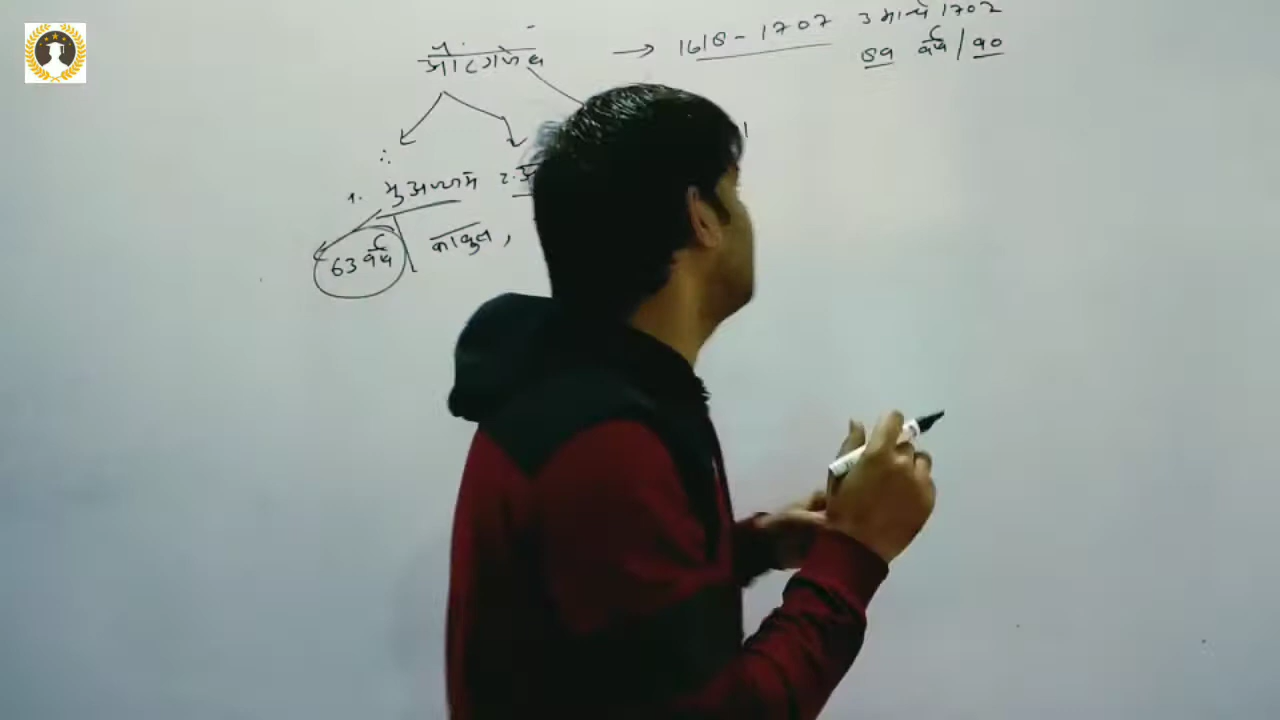 औरंगजेब → 1618 - 1707 3 मार्च 1707
89 वर्ष / 90
1. मुअज्जम 2.
63 वर्ष काबुल,